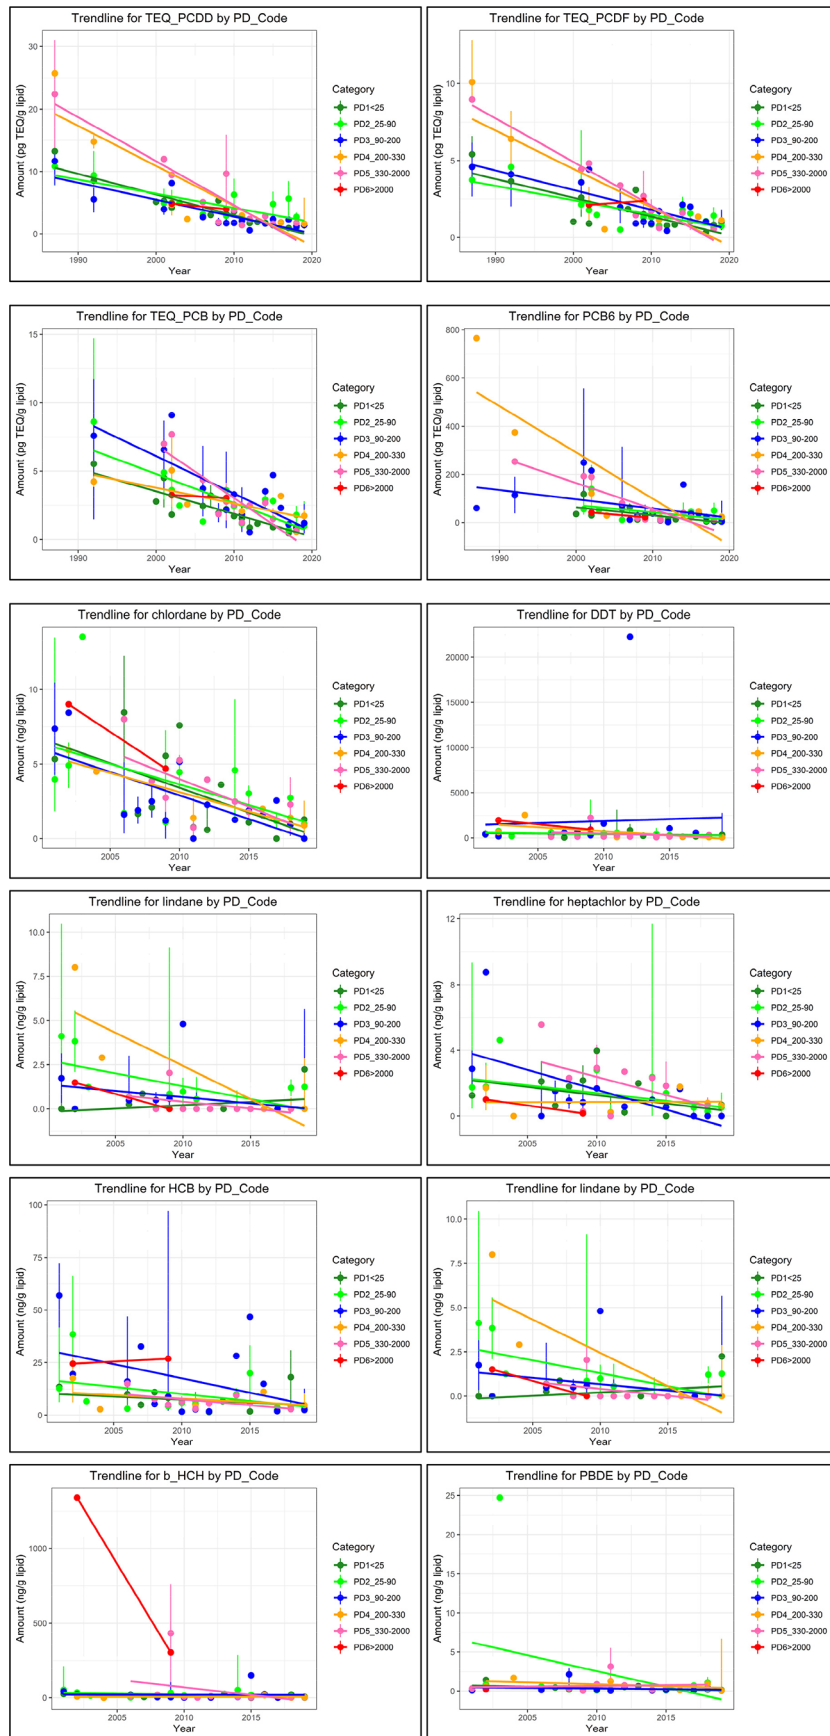 Trendline for TEQ_PCDD by PD_Code
Amount (pg TEQ/g lipid)
30
20
10
0
1990
2000
2010
2020
Year
Category
PD1<25
PD2_25-90
PD3_90-200
PD4_200-330
PD5_330-2000
PD6>2000
Trendline for TEQ_PCDF by PD_Code
Amount (pg TEQ/g lipid)
10
5
0
1990
2000
2010
2020
Year
Category
PD1<25
PD2_25-90
PD3_90-200
PD4_200-330
PD5_330-2000
PD6>2000
Trendline for TEQ_PCB by PD_Code
Amount (pg TEQ/g lipid)
15
10
5
0
1990
2000
2010
2020
Year
Category
PD1<25
PD2_25-90
PD3_90-200
PD4_200-330
PD5_330-2000
PD6>2000
Trendline for PCB6 by PD_Code
Amount (pg TEQ/g lipid)
800
600
400
200
0
1990
2000
2010
2020
Year
Category
PD1<25
PD2_25-90
PD3_90-200
PD4_200-330
PD5_330-2000
PD6>2000
Trendline for chlordane by PD_Code
Amount (ng/g lipid)
10
5
0
2005
2010
2015
Year
Category
PD1<25
PD2_25-90
PD3_90-200
PD4_200-330
PD5_330-2000
PD6>2000
Trendline for DDT by PD_Code
Amount (ng/g lipid)
20000
15000
10000
5000
0
2005
2010
2015
Year
Category
PD1<25
PD2_25-90
PD3_90-200
PD4_200-330
PD5_330-2000
PD6>2000
Trendline for lindane by PD_Code
Amount (ng/g lipid)
10.0
7.5
5.0
2.5
0.0
2005
2010
2015
Year
Category
PD1<25
PD2_25-90
PD3_90-200
PD4_200-330
PD5_330-2000
PD6>2000
Trendline for heptachlor by PD_Code
Amount (ng/g lipid)
12
8
4
0
2005
2010
2015
Year
Category
PD1<25
PD2_25-90
PD3_90-200
PD4_200-330
PD5_330-2000
PD6>2000
Trendline for HCB by PD_Code
Amount (ng/g lipid)
100
75
50
25
0
2005
2010
2015
Year
Category
PD1<25
PD2_25-90
PD3_90-200
PD4_200-330
PD5_330-2000
PD6>2000
Trendline for lindane by PD_Code
Amount (ng/g lipid)
10.0
7.5
5.0
2.5
0.0
2005
2010
2015
Year
Category
PD1<25
PD2_25-90
PD3_90-200
PD4_200-330
PD5_330-2000
PD6>2000
Trendline for b_HCH by PD_Code
Amount (ng/g lipid)
1000
500
0
2005
2010
2015
Year
Category
PD1<25
PD2_25-90
PD3_90-200
PD4_200-330
PD5_330-2000
PD6>2000
Trendline for PBDE by PD_Code
Amount (ng/g lipid)
25
20
15
10
5
0
2005
2010
2015
Year
Category
PD1<25
PD2_25-90
PD3_90-200
PD4_200-330
PD5_330-2000
PD6>2000